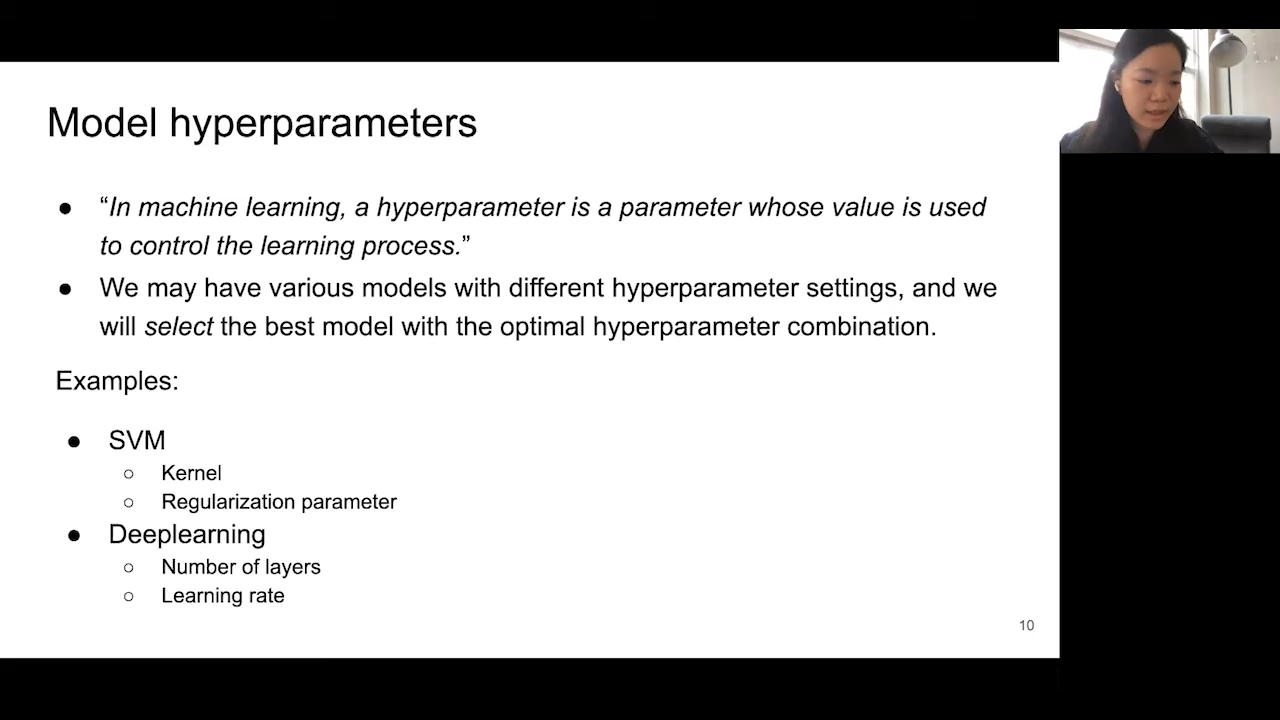 Model hyperparameters
● “In machine learning, a hyperparameter is a parameter whose value is used
to control the learning process.”
● We may have various models with different hyperparameter settings, and we
will select the best model with the optimal hyperparameter combination.
Examples:
● SVM
○ Kernel
○ Regularization parameter
● Deeplearning
○ Number of layers
○ Learning rate
10